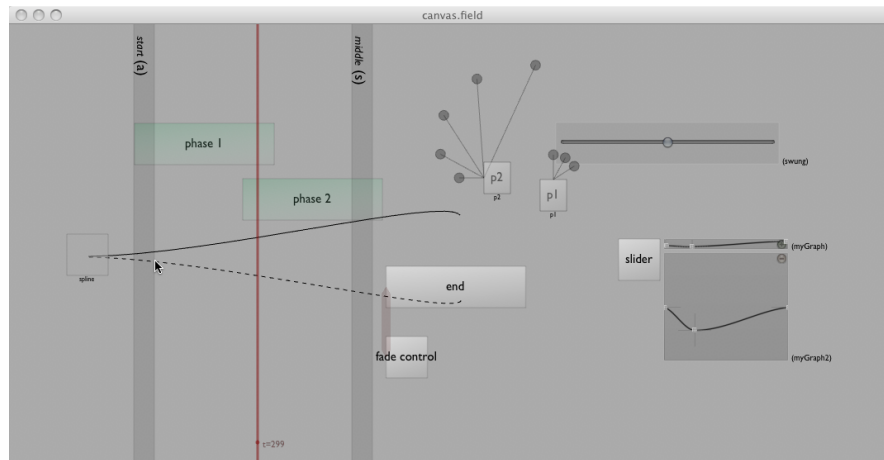 canvas.field
start (a)
middle (s)
phase 1
phase 2
p2
p2
p1
p1
(swung)
spline
slider
(myGraph)
end
fade control
(myGraph2)
t=299